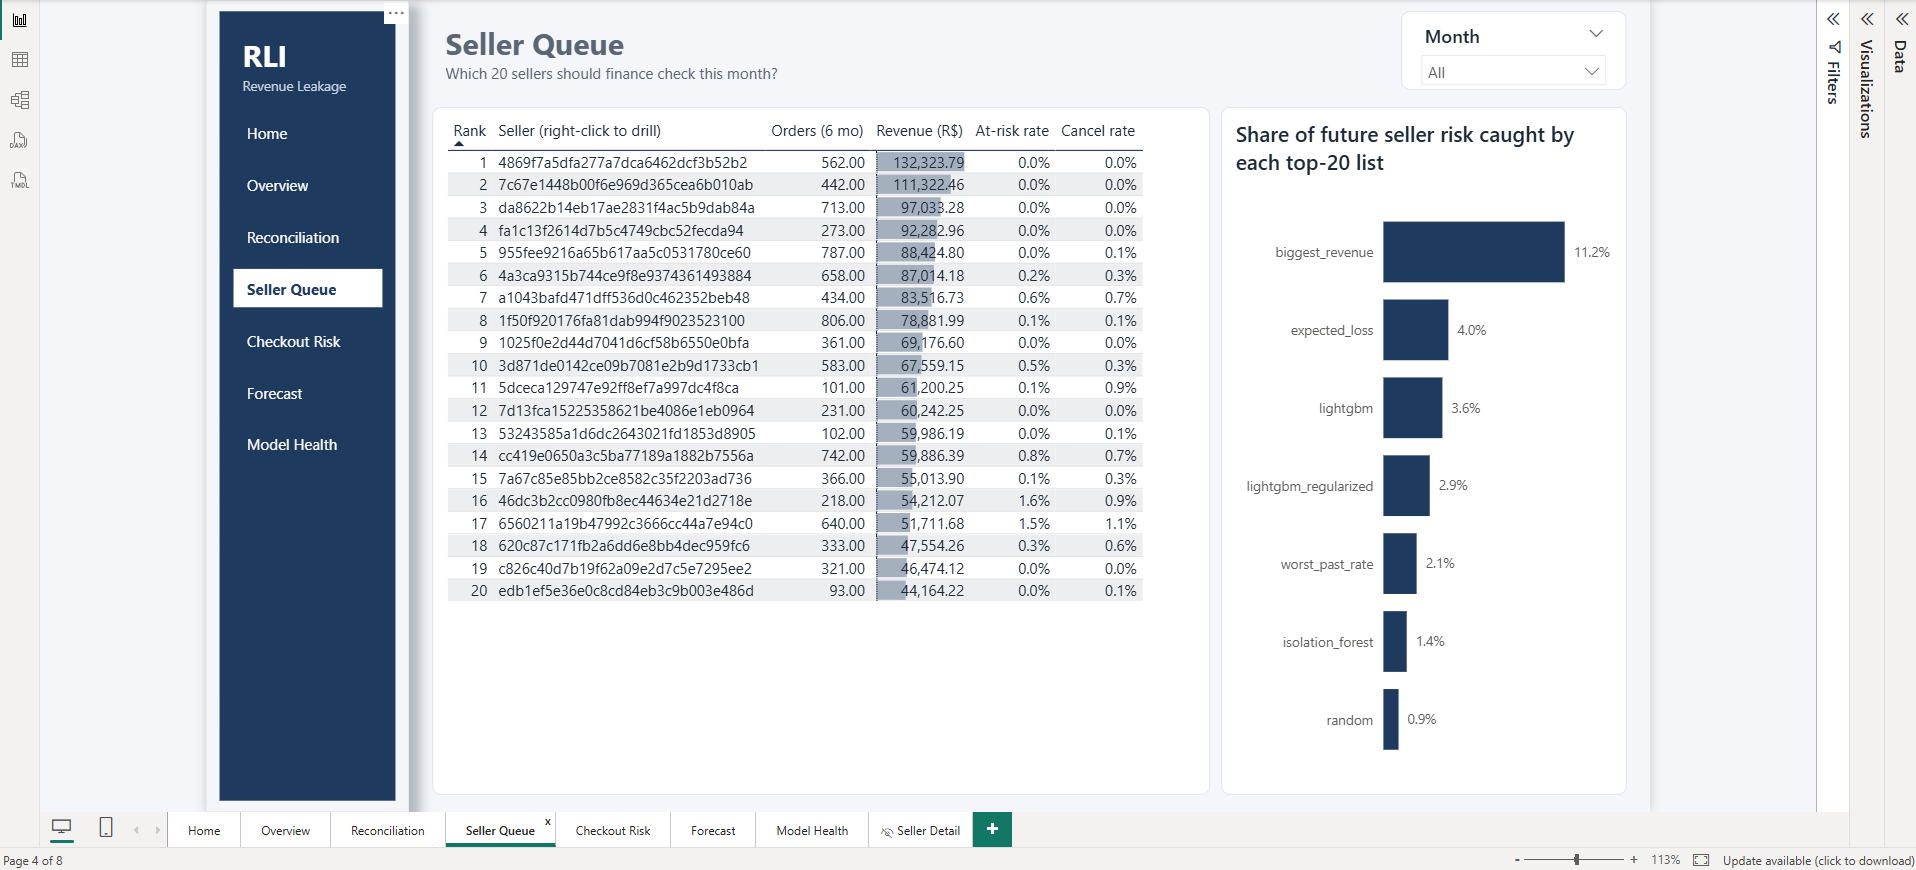 RLI
Revenue Leakage
Home
Overview
Reconciliation
Seller Queue
Checkout Risk
Forecast
Model Health
Seller Queue
Which 20 sellers should finance check this month?
Month
All
Rank Seller (right-click to drill) Orders (6 mo) Revenue (R$) At-risk rate Cancel rate
1 4869f7a5dfa277a7dca6462dcf3b52b2 562.00 132,323.79 0.0% 0.0%
2 7c67e1448b00f6e969d365cea6b010ab 442.00 111,322.46 0.0% 0.0%
3 da8622b14eb17ae2831f4ac5b9dab84a 713.00 97,033.28 0.0% 0.0%
4 fa1c13f2614d7b5c4749cbc52fecda94 273.00 92,282.96 0.0% 0.0%
5 955fee9216a65b617aa5c0531780ce60 787.00 88,424.80 0.0% 0.1%
6 4a3ca9315b744ce9f8e9374361493884 658.00 87,014.18 0.2% 0.3%
7 a1043bafd471dff536d0c462352beb48 434.00 83,516.73 0.6% 0.7%
8 1f50f920176fa81dab994f9023523100 806.00 78,881.99 0.1% 0.1%
9 1025f0e2d44d7041d6cf58b6550e0bfa 361.00 69,176.60 0.0% 0.0%
10 3d871de0142ce09b7081e2b9d1733cb1 583.00 67,559.15 0.5% 0.3%
11 5dceca129747e92ff8ef7a997dc4f8ca 101.00 61,200.25 0.1% 0.9%
12 7d13fca15225358621be4086e1eb0964 231.00 60,242.25 0.0% 0.0%
13 53243585a1d6dc2643021fd1853d8905 102.00 59,986.19 0.0% 0.1%
14 cc419e0650a3c5ba77189a1882b7556a 742.00 59,886.39 0.8% 0.7%
15 7a67c85e85bb2ce8582c35f2203ad736 366.00 55,013.90 0.1% 0.3%
16 46dc3b2cc0980fb8ec44634e21d2718e 218.00 54,212.07 1.6% 0.9%
17 6560211a19b47992c3666cc44a7e94c0 640.00 51,711.68 1.5% 1.1%
18 620c87c171fb2a6dd6e8bb4dec959fc6 333.00 47,554.26 0.3% 0.6%
19 c826c40d7b19f62a09e2d7c5e7295ee2 321.00 46,474.12 0.0% 0.0%
20 edb1ef5e36e0c8cd84eb3c9b003e486d 93.00 44,164.22 0.0% 0.1%
Share of future seller risk caught by
each top-20 list
biggest_revenue 11.2%
expected_loss 4.0%
lightgbm 3.6%
lightgbm_regularized 2.9%
worst_past_rate 2.1%
isolation_forest 1.4%
random 0.9%
Filters
Visualizations
Data
DAX
TMDL
Home
Overview
Reconciliation
Seller Queue x
Checkout Risk
Forecast
Model Health
Seller Detail
+
Page 4 of 8
- + 113%
Update available (click to download)